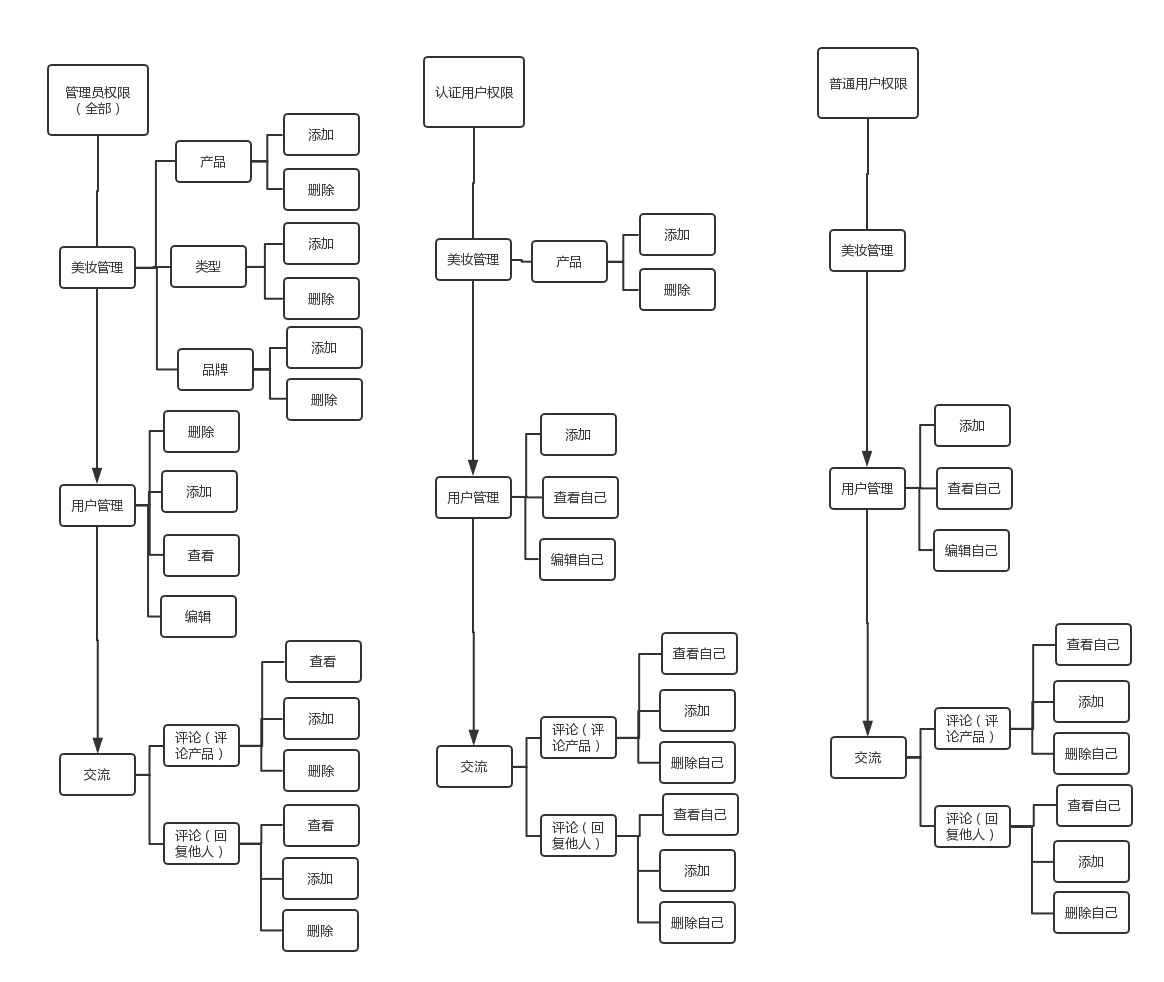 管理员权限
（全部）
美妆管理
产品
添加
删除
类型
添加
删除
品牌
添加
删除
用户管理
删除
添加
查看
编辑
交流
评论（评
论产品）
查看
添加
删除
评论（回
复他人）
查看
添加
删除
认证用户权限
美妆管理
产品
添加
删除
用户管理
添加
查看自己
编辑自己
交流
评论（评
论产品）
查看自己
添加
删除自己
评论（回
复他人）
查看自己
添加
删除自己
普通用户权限
美妆管理
用户管理
添加
查看自己
编辑自己
交流
评论（评
论产品）
查看自己
添加
删除自己
评论（回
复他人）
查看自己
添加
删除自己